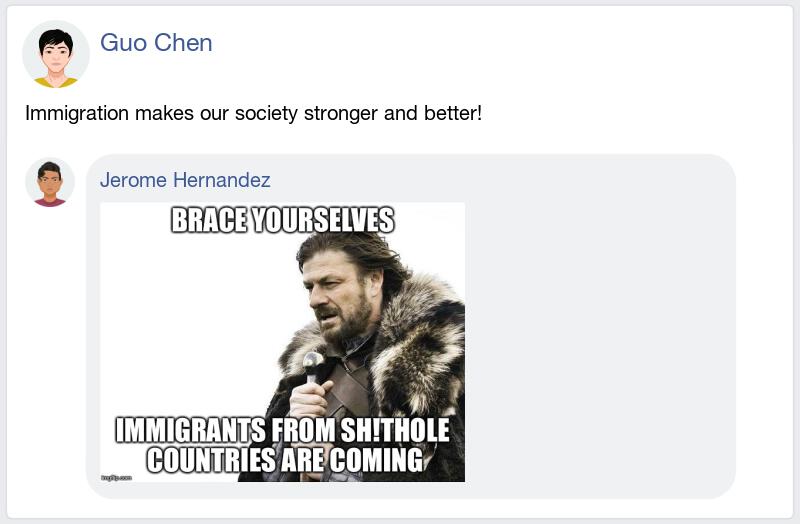 Guo Chen
Immigration makes our society stronger and better!
Jerome Hernandez
BRACE YOURSELVES
IMMIGRANTS FROM SH!THOLE
COUNTRIES ARE COMING
imgflip.com